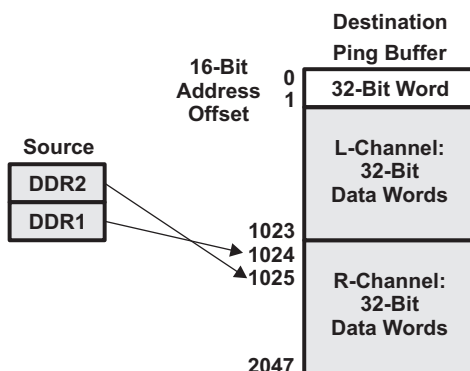 Destination
Ping Buffer
16-Bit
Address
Offset
0
1
32-Bit Word
Source
DDR2
DDR1
L-Channel:
32-Bit
Data Words
1023
1024
1025
R-Channel:
32-Bit
Data Words
2047